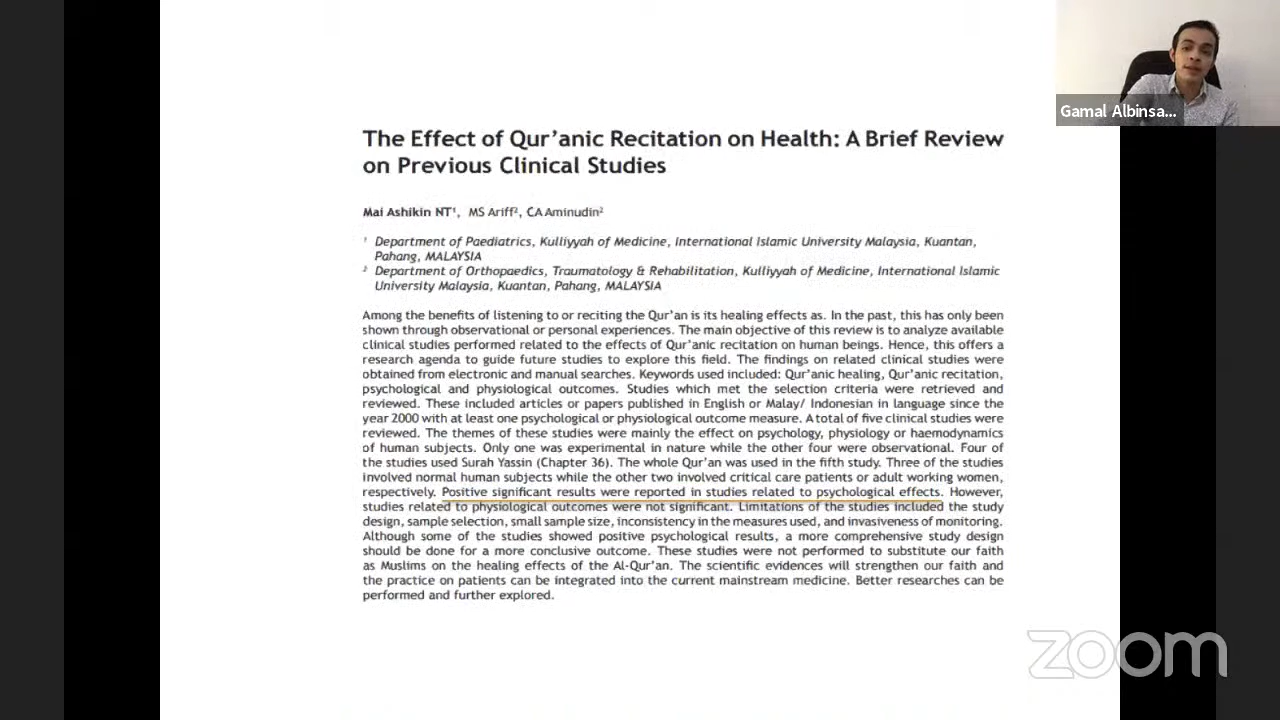 The Effect of Qur’anic Recitation on Health: A Brief Review
on Previous Clinical Studies
Mai Ashikin NT¹, MS Ariff², CA Aminudin²
¹ Department of Paediatrics, Kulliyyah of Medicine, International Islamic University Malaysia, Kuantan,
Pahang, MALAYSIA
² Department of Orthopaedics, Traumatology & Rehabilitation, Kulliyyah of Medicine, International Islamic
University Malaysia, Kuantan, Pahang, MALAYSIA
Among the benefits of listening to or reciting the Qur’an is its healing effects as. In the past, this has only been
shown through observational or personal experiences. The main objective of this review is to analyze available
clinical studies performed related to the effects of Qur’anic recitation on human beings. Hence, this offers a
research agenda to guide future studies to explore this field. The findings on related clinical studies were
obtained from electronic and manual searches. Keywords used included: Qur’anic healing, Qur’anic recitation,
psychological and physiological outcomes. Studies which met the selection criteria were retrieved and
reviewed. These included articles or papers published in English or Malay/ Indonesian in language since the
year 2000 with at least one psychological or physiological outcome measure. A total of five clinical studies were
reviewed. The themes of these studies were mainly the effect on psychology, physiology or haemodynamics
of human subjects. Only one was experimental in nature while the other four were observational. Four of
the studies used Surah Yassin (Chapter 36). The whole Qur’an was used in the fifth study. Three of the studies
involved normal human subjects while the other two involved critical care patients or adult working women,
respectively. Positive significant results were reported in studies related to psychological effects. However,
studies related to physiological outcomes were not significant. Limitations of the studies included the study
design, sample selection, small sample size, inconsistency in the measures used, and invasiveness of monitoring.
Although some of the studies showed positive psychological results, a more comprehensive study design
should be done for a more conclusive outcome. These studies were not performed to substitute our faith
as Muslims on the healing effects of the Al-Qur’an. The scientific evidences will strengthen our faith and
the practice on patients can be integrated into the current mainstream medicine. Better researches can be
performed and further explored.
Gamal Albinsa...
zoom